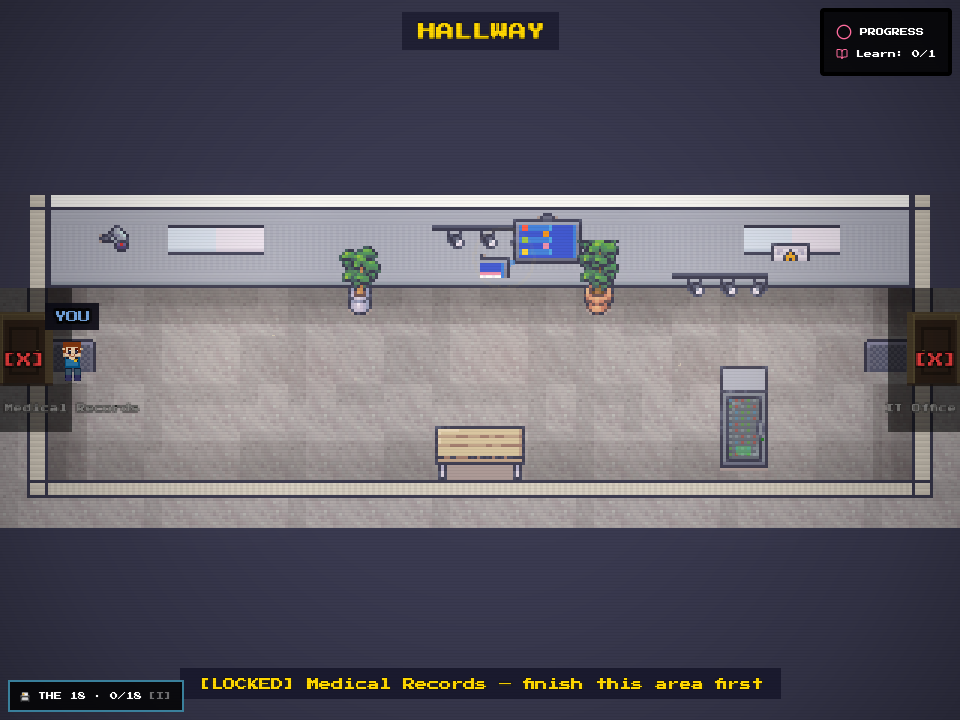 HALLWAY
PROGRESS
Learn: 0/1
YOU
[X]
[X]
Medical Records
IT Office
[LOCKED] Medical Records — finish this area first
THE 18 · 0/18 [I]